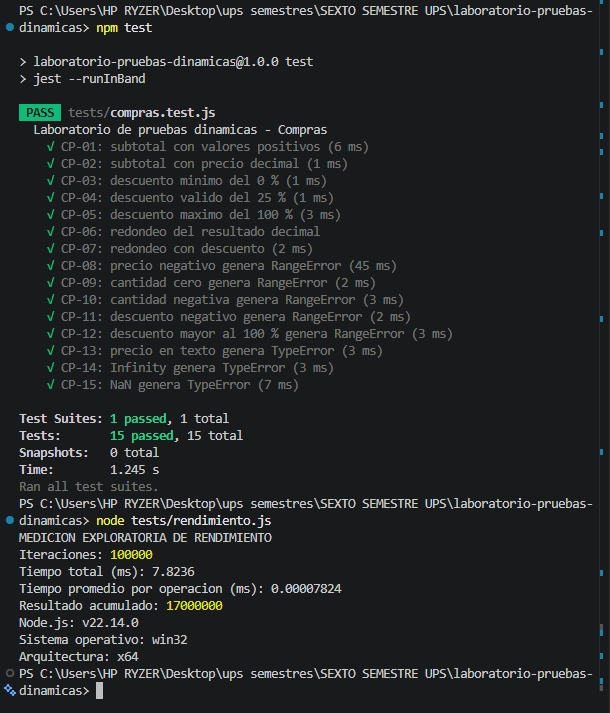 PS C:\Users\HP RYZER\Desktop\ups semestres\SEXTO SEMESTRE UPS\laboratorio-pruebas-
dinamicas> npm test
> laboratorio-pruebas-dinamicas@1.0.0 test
> jest --runInBand
PASS tests/compras.test.js
Laboratorio de pruebas dinamicas - Compras
√ CP-01: subtotal con valores positivos (6 ms)
√ CP-02: subtotal con precio decimal (1 ms)
√ CP-03: descuento minimo del 0 % (1 ms)
√ CP-04: descuento valido del 25 % (1 ms)
√ CP-05: descuento maximo del 100 % (3 ms)
√ CP-06: redondeo del resultado decimal
√ CP-07: redondeo con descuento (2 ms)
√ CP-08: precio negativo genera RangeError (45 ms)
√ CP-09: cantidad cero genera RangeError (2 ms)
√ CP-10: cantidad negativa genera RangeError (3 ms)
√ CP-11: descuento negativo genera RangeError (2 ms)
√ CP-12: descuento mayor al 100 % genera RangeError (3 ms)
√ CP-13: precio en texto genera TypeError (3 ms)
√ CP-14: Infinity genera TypeError (3 ms)
√ CP-15: NaN genera TypeError (7 ms)
Test Suites: 1 passed, 1 total
Tests: 15 passed, 15 total
Snapshots: 0 total
Time: 1.245 s
Ran all test suites.
PS C:\Users\HP RYZER\Desktop\ups semestres\SEXTO SEMESTRE UPS\laboratorio-pruebas-
dinamicas> node tests/rendimiento.js
MEDICION EXPLORATORIA DE RENDIMIENTO
Iteraciones: 100000
Tiempo total (ms): 7.8236
Tiempo promedio por operacion (ms): 0.00007824
Resultado acumulado: 17000000
Node.js: v22.14.0
Sistema operativo: win32
Arquitectura: x64
PS C:\Users\HP RYZER\Desktop\ups semestres\SEXTO SEMESTRE UPS\laboratorio-pruebas-
dinamicas>